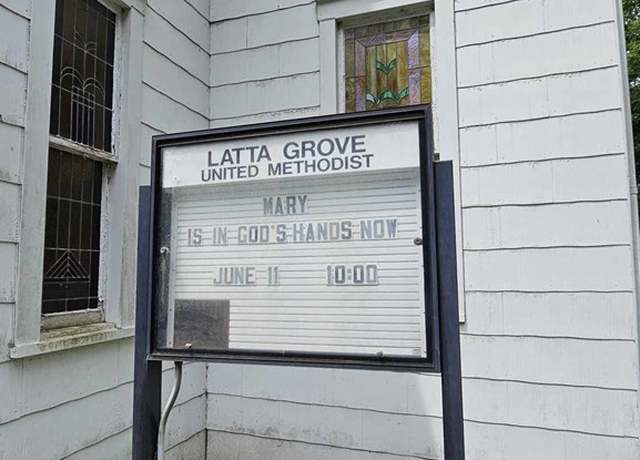 LATTA GROVE
UNITED METHODIST
MARY
IS IN GOD'S HANDS NOW
JUNE 11 10:00